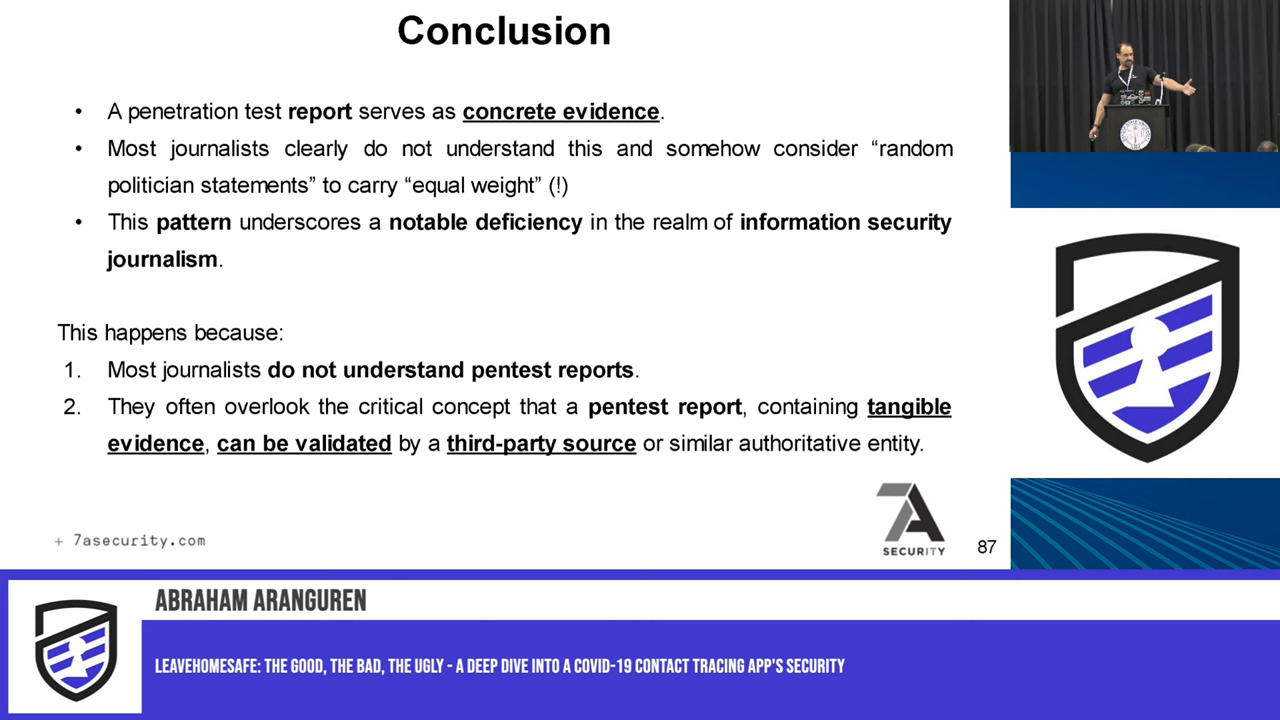 Conclusion
• A penetration test report serves as concrete evidence.
• Most journalists clearly do not understand this and somehow consider “random
politician statements” to carry “equal weight” (!)
• This pattern underscores a notable deficiency in the realm of information security
journalism.
This happens because:
1. Most journalists do not understand pentest reports.
2. They often overlook the critical concept that a pentest report, containing tangible
evidence, can be validated by a third-party source or similar authoritative entity.
+ 7asecurity.com
7A
SECURITY
87
ABRAHAM ARANGUREN
LEAVEHOMESAFE: THE GOOD, THE BAD, THE UGLY - A DEEP DIVE INTO A COVID-19 CONTACT TRACING APP'S SECURITY